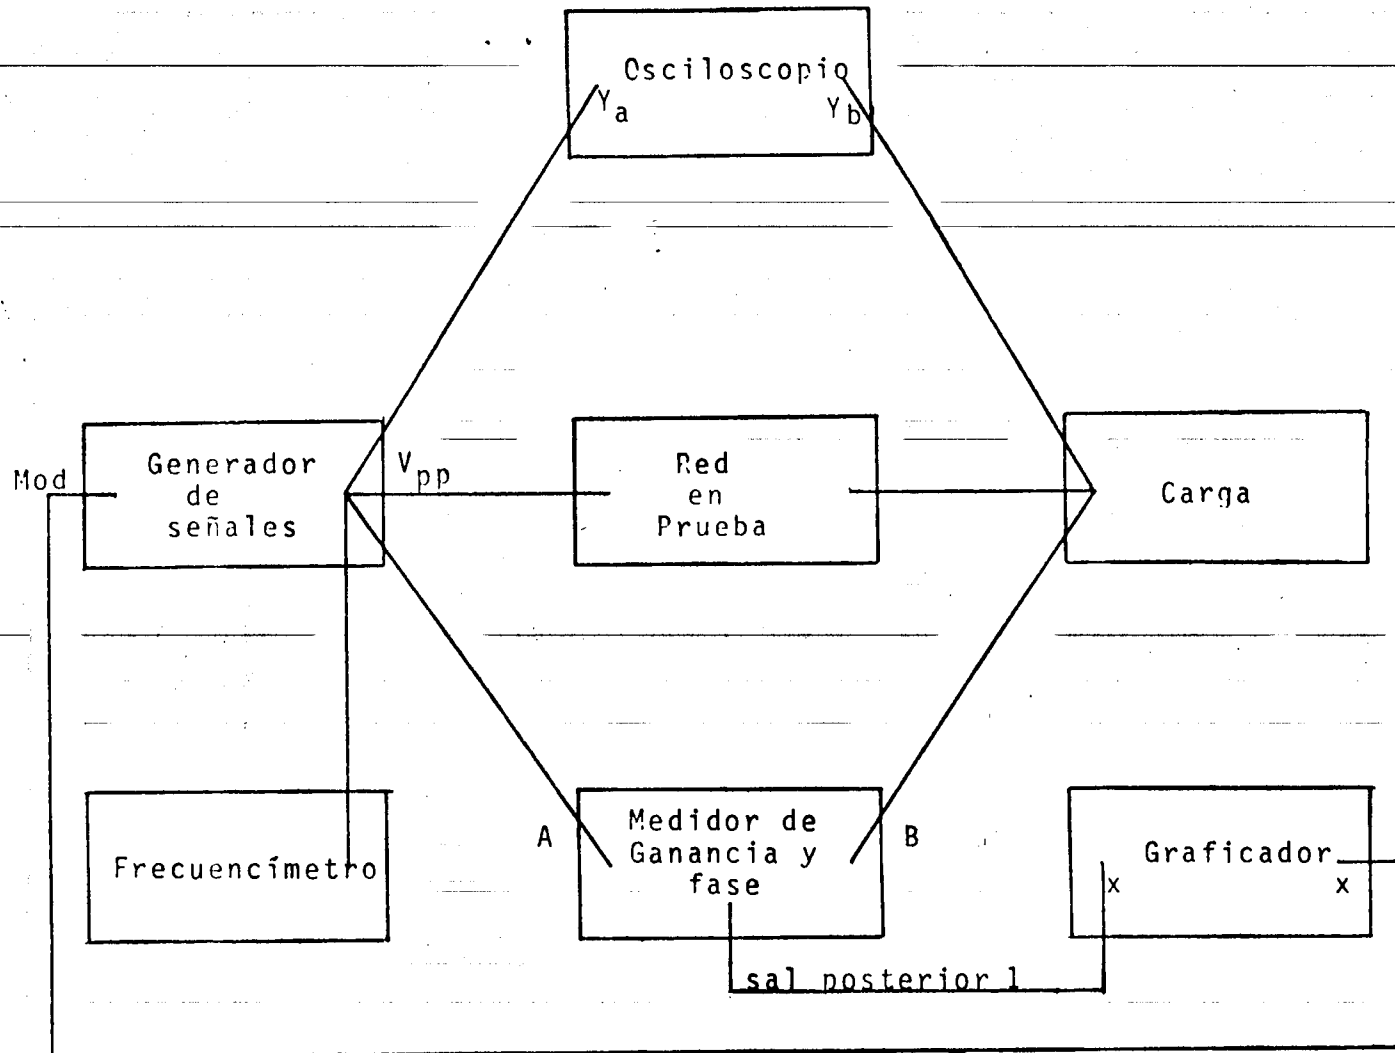 Osciloscopio
Ya
Yb
Mod
Generador
de
señales
Vpp
Red
en
Prueba
Carga
Frecuencímetro
A
Medidor de
Ganancia y
fase
B
Graficador
x
x
sal posterior 1